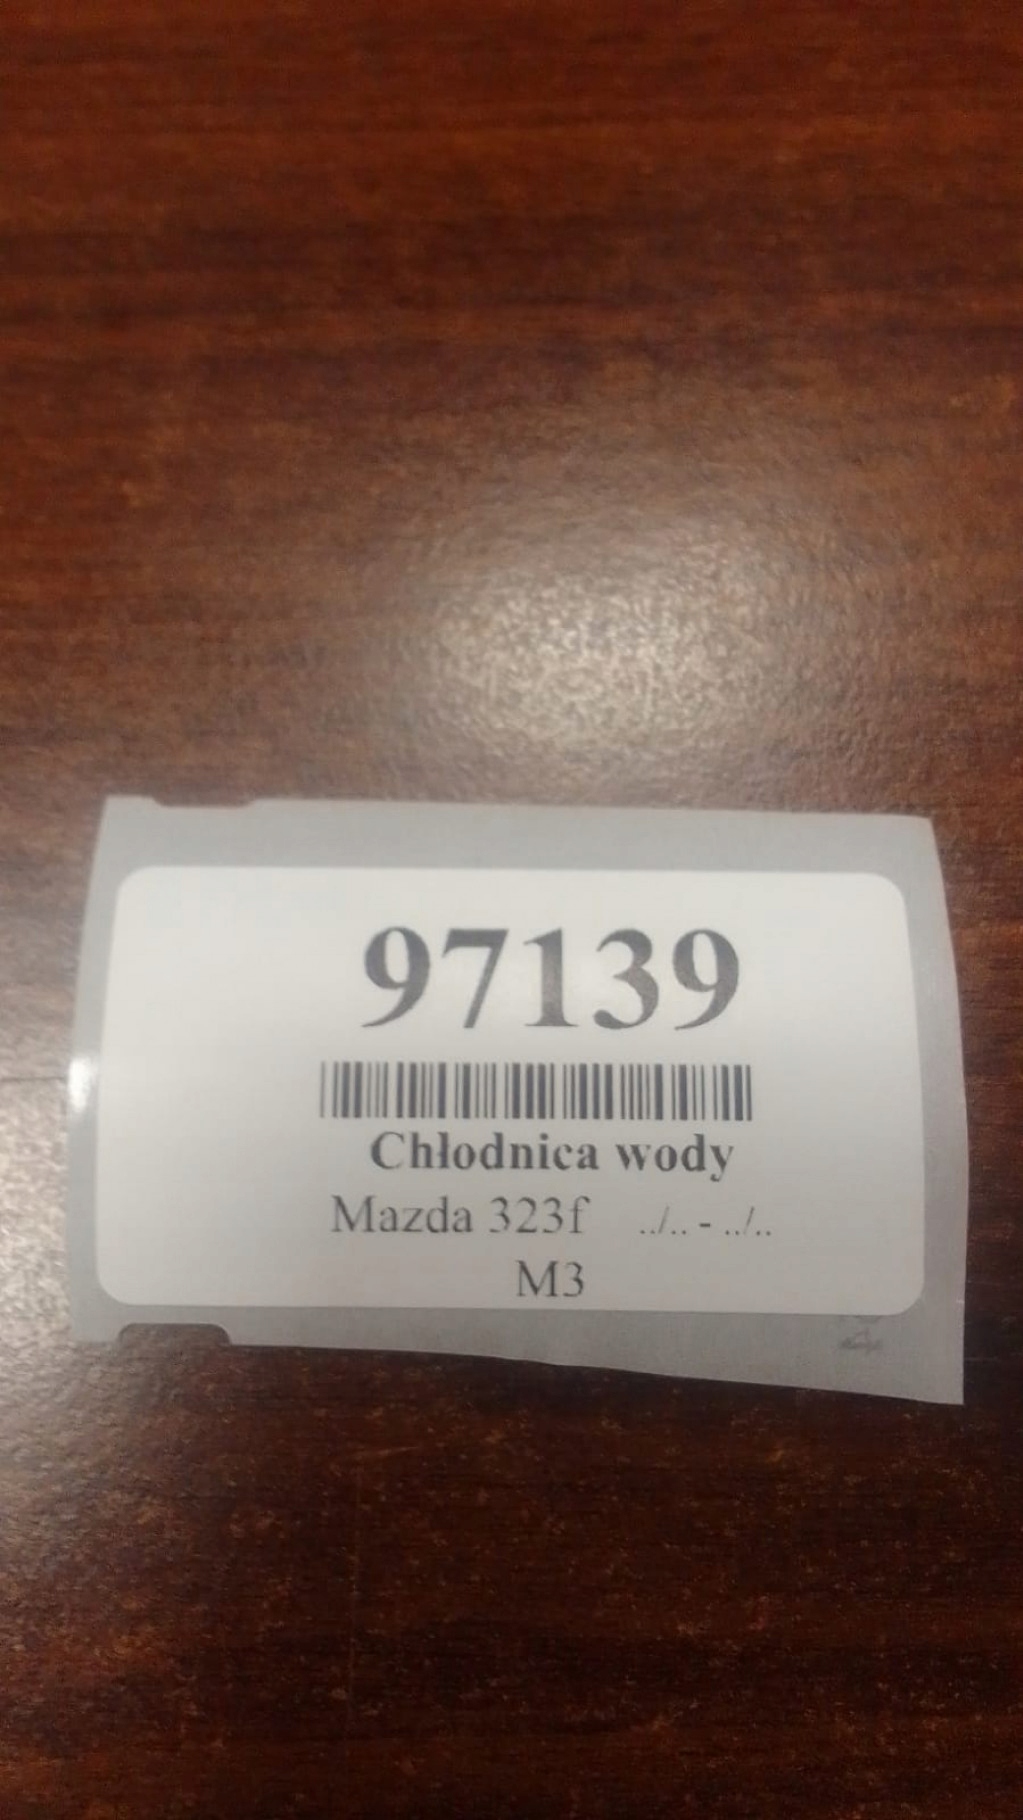 97139
Chłodnica wody
Mazda 323f ../.. - ../..
M3